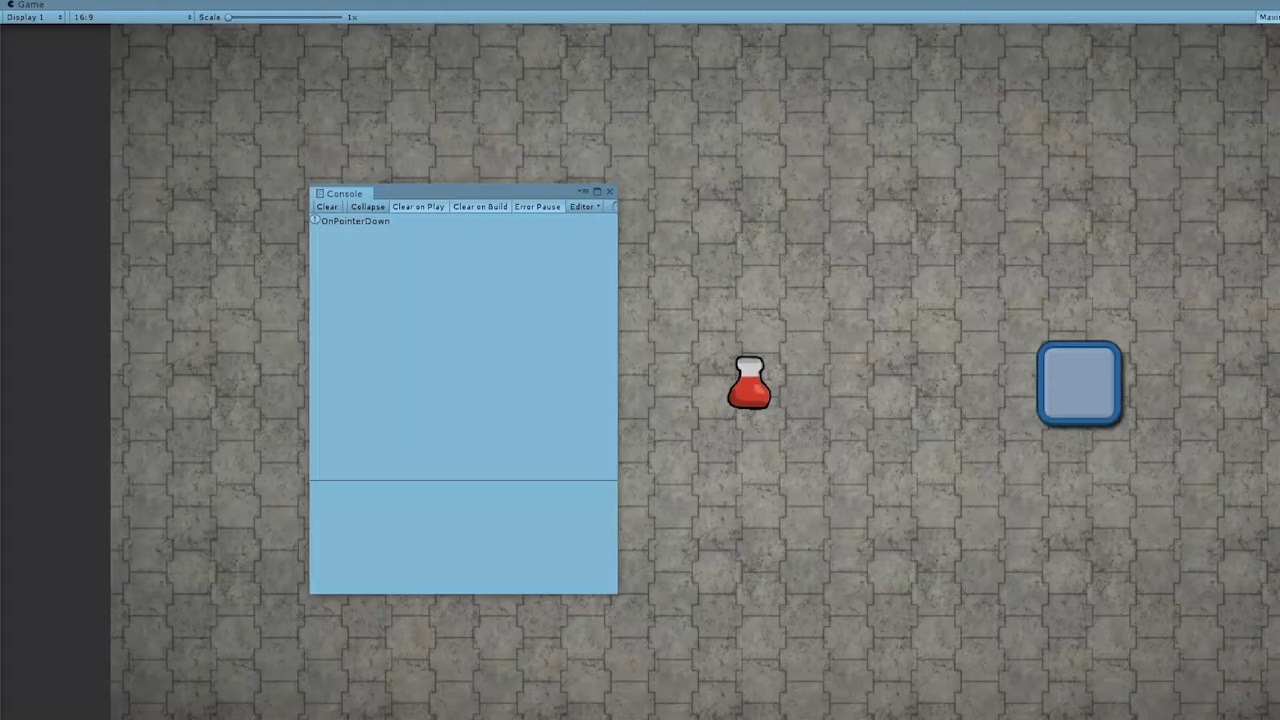 Game
Display 1 16:9 Scale 1x
Console
Clear Collapse Clear on Play Clear on Build Error Pause Editor
OnPointerDown